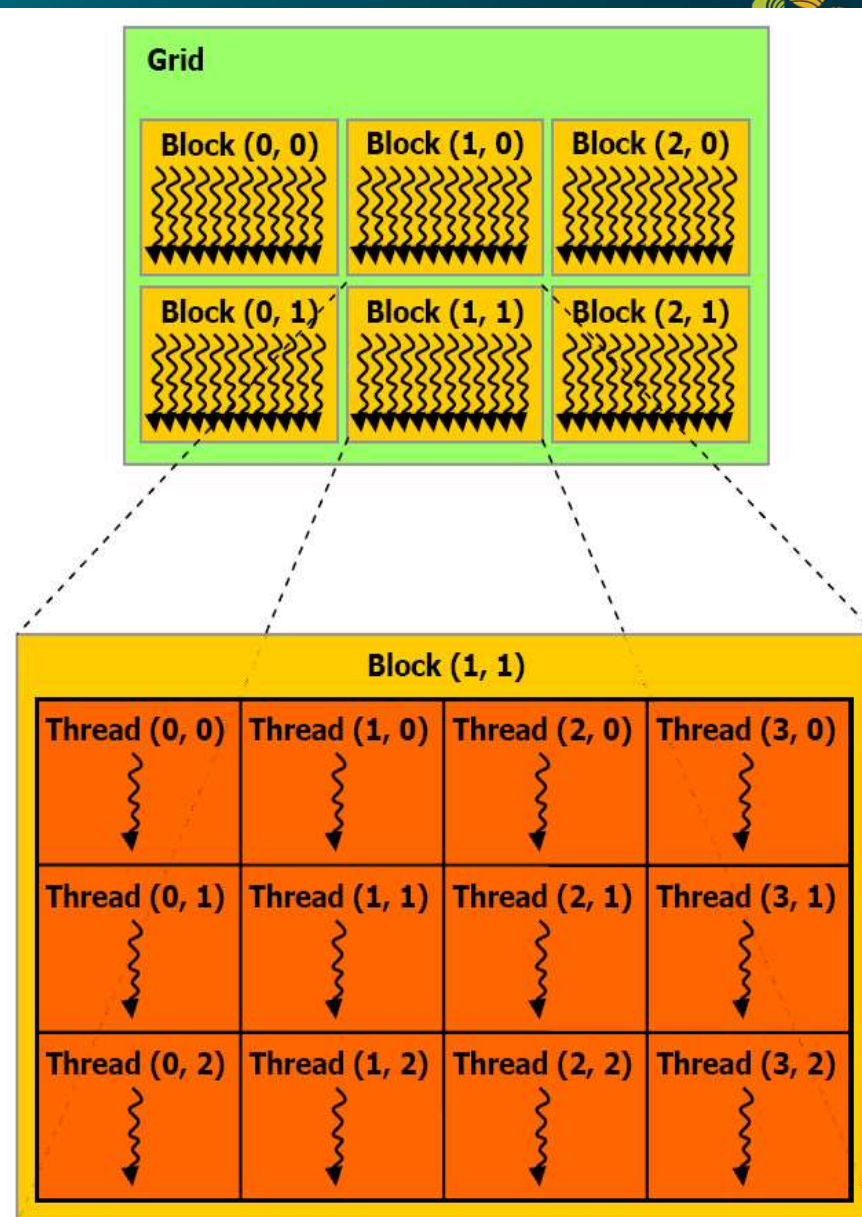 Grid
Block (0, 0) Block (1, 0) Block (2, 0)
Block (0, 1) Block (1, 1) Block (2, 1)
Block (1, 1)
Thread (0, 0) Thread (1, 0) Thread (2, 0) Thread (3, 0)
Thread (0, 1) Thread (1, 1) Thread (2, 1) Thread (3, 1)
Thread (0, 2) Thread (1, 2) Thread (2, 2) Thread (3, 2)